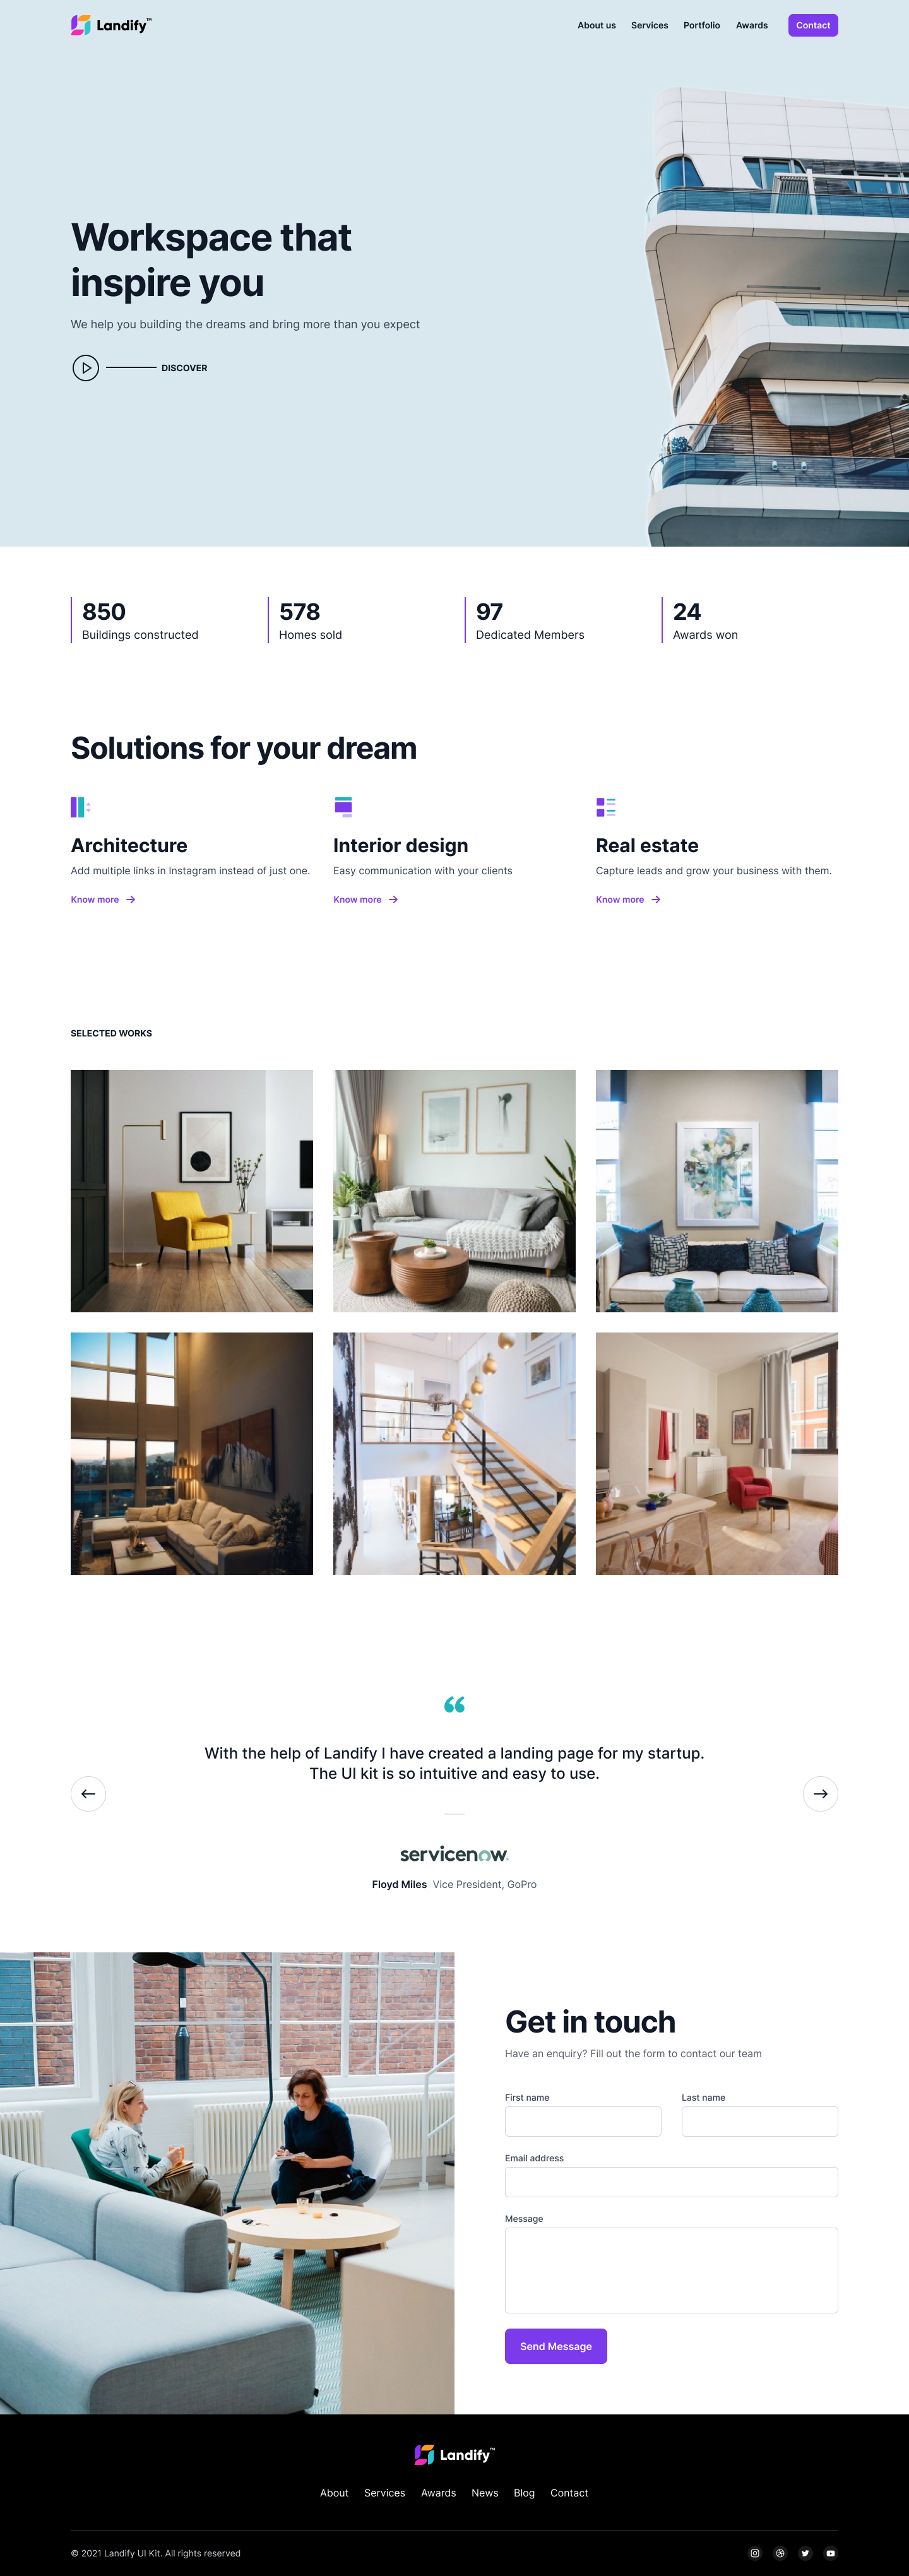 Landify™
About us Services Portfolio Awards Contact
Workspace that
inspire you
We help you building the dreams and bring more than you expect
DISCOVER
850
Buildings constructed
578
Homes sold
97
Dedicated Members
24
Awards won
Solutions for your dream
Architecture
Add multiple links in Instagram instead of just one.
Know more
Interior design
Easy communication with your clients
Know more
Real estate
Capture leads and grow your business with them.
Know more
SELECTED WORKS
“
With the help of Landify I have created a landing page for my startup.
The UI kit is so intuitive and easy to use.
servicenow.
Floyd Miles Vice President, GoPro
Get in touch
Have an enquiry? Fill out the form to contact our team
First name
Last name
Email address
Message
Send Message
Landify™
About Services Awards News Blog Contact
© 2021 Landify UI Kit. All rights reserved